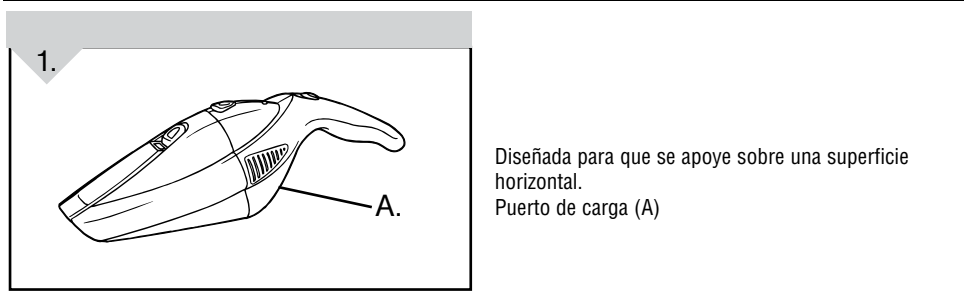 1.
A.
Diseñada para que se apoye sobre una superficie
horizontal.
Puerto de carga (A)